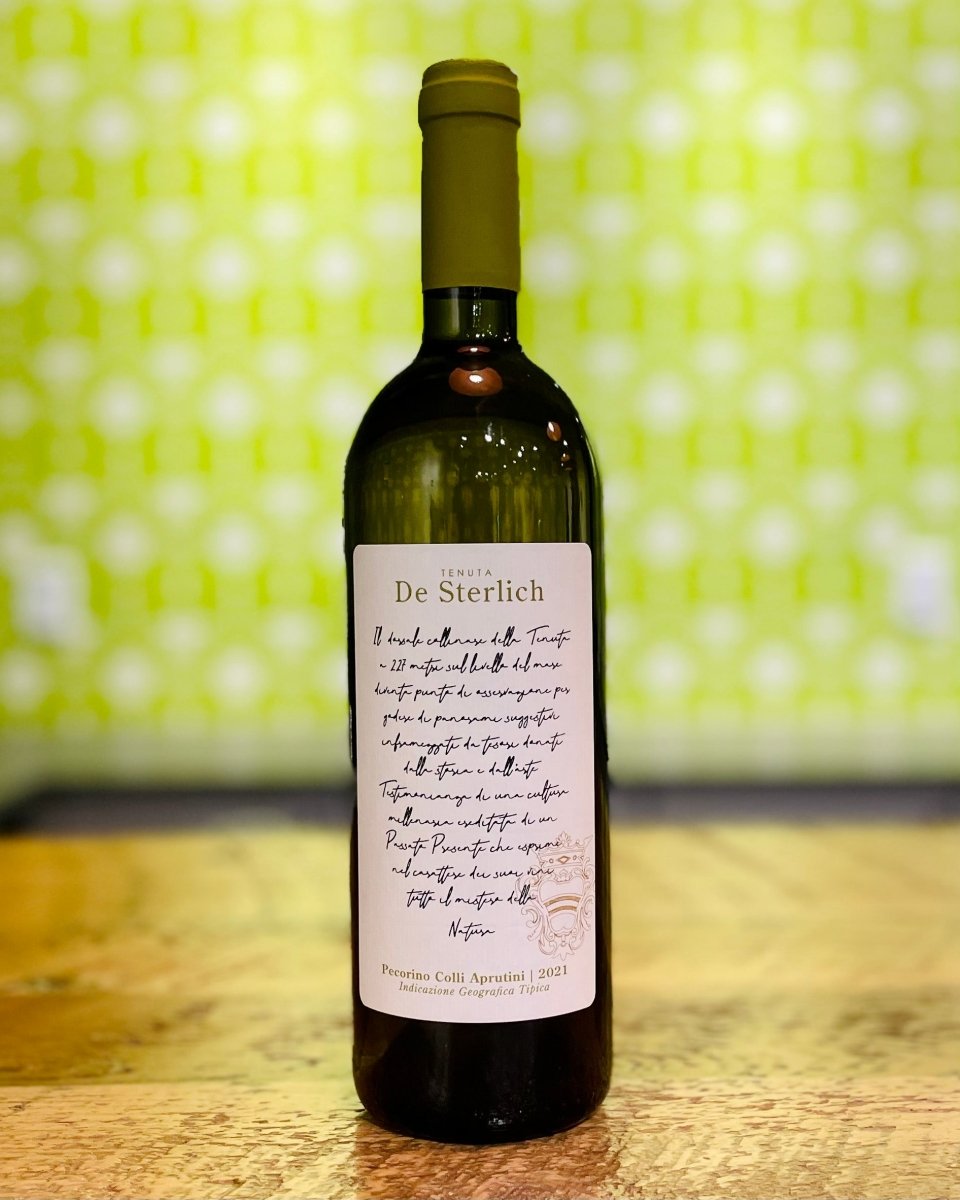 TENUTA
De Sterlich
Il dorsale collinare della Tenuta
a 227 metri sul livello del mare
diventa punto di osservazione per
godere di panorami suggestivi
inframezzati da tesori donati
dalla storia e dall'arte
Testimonianza di una cultura
millenaria ereditata di un
Passato Presente che esprime
nel carattere dei suoi vini
tutto il mistero della
Natura
Pecorino Colli Aprutini | 2021
Indicazione Geografica Tipica